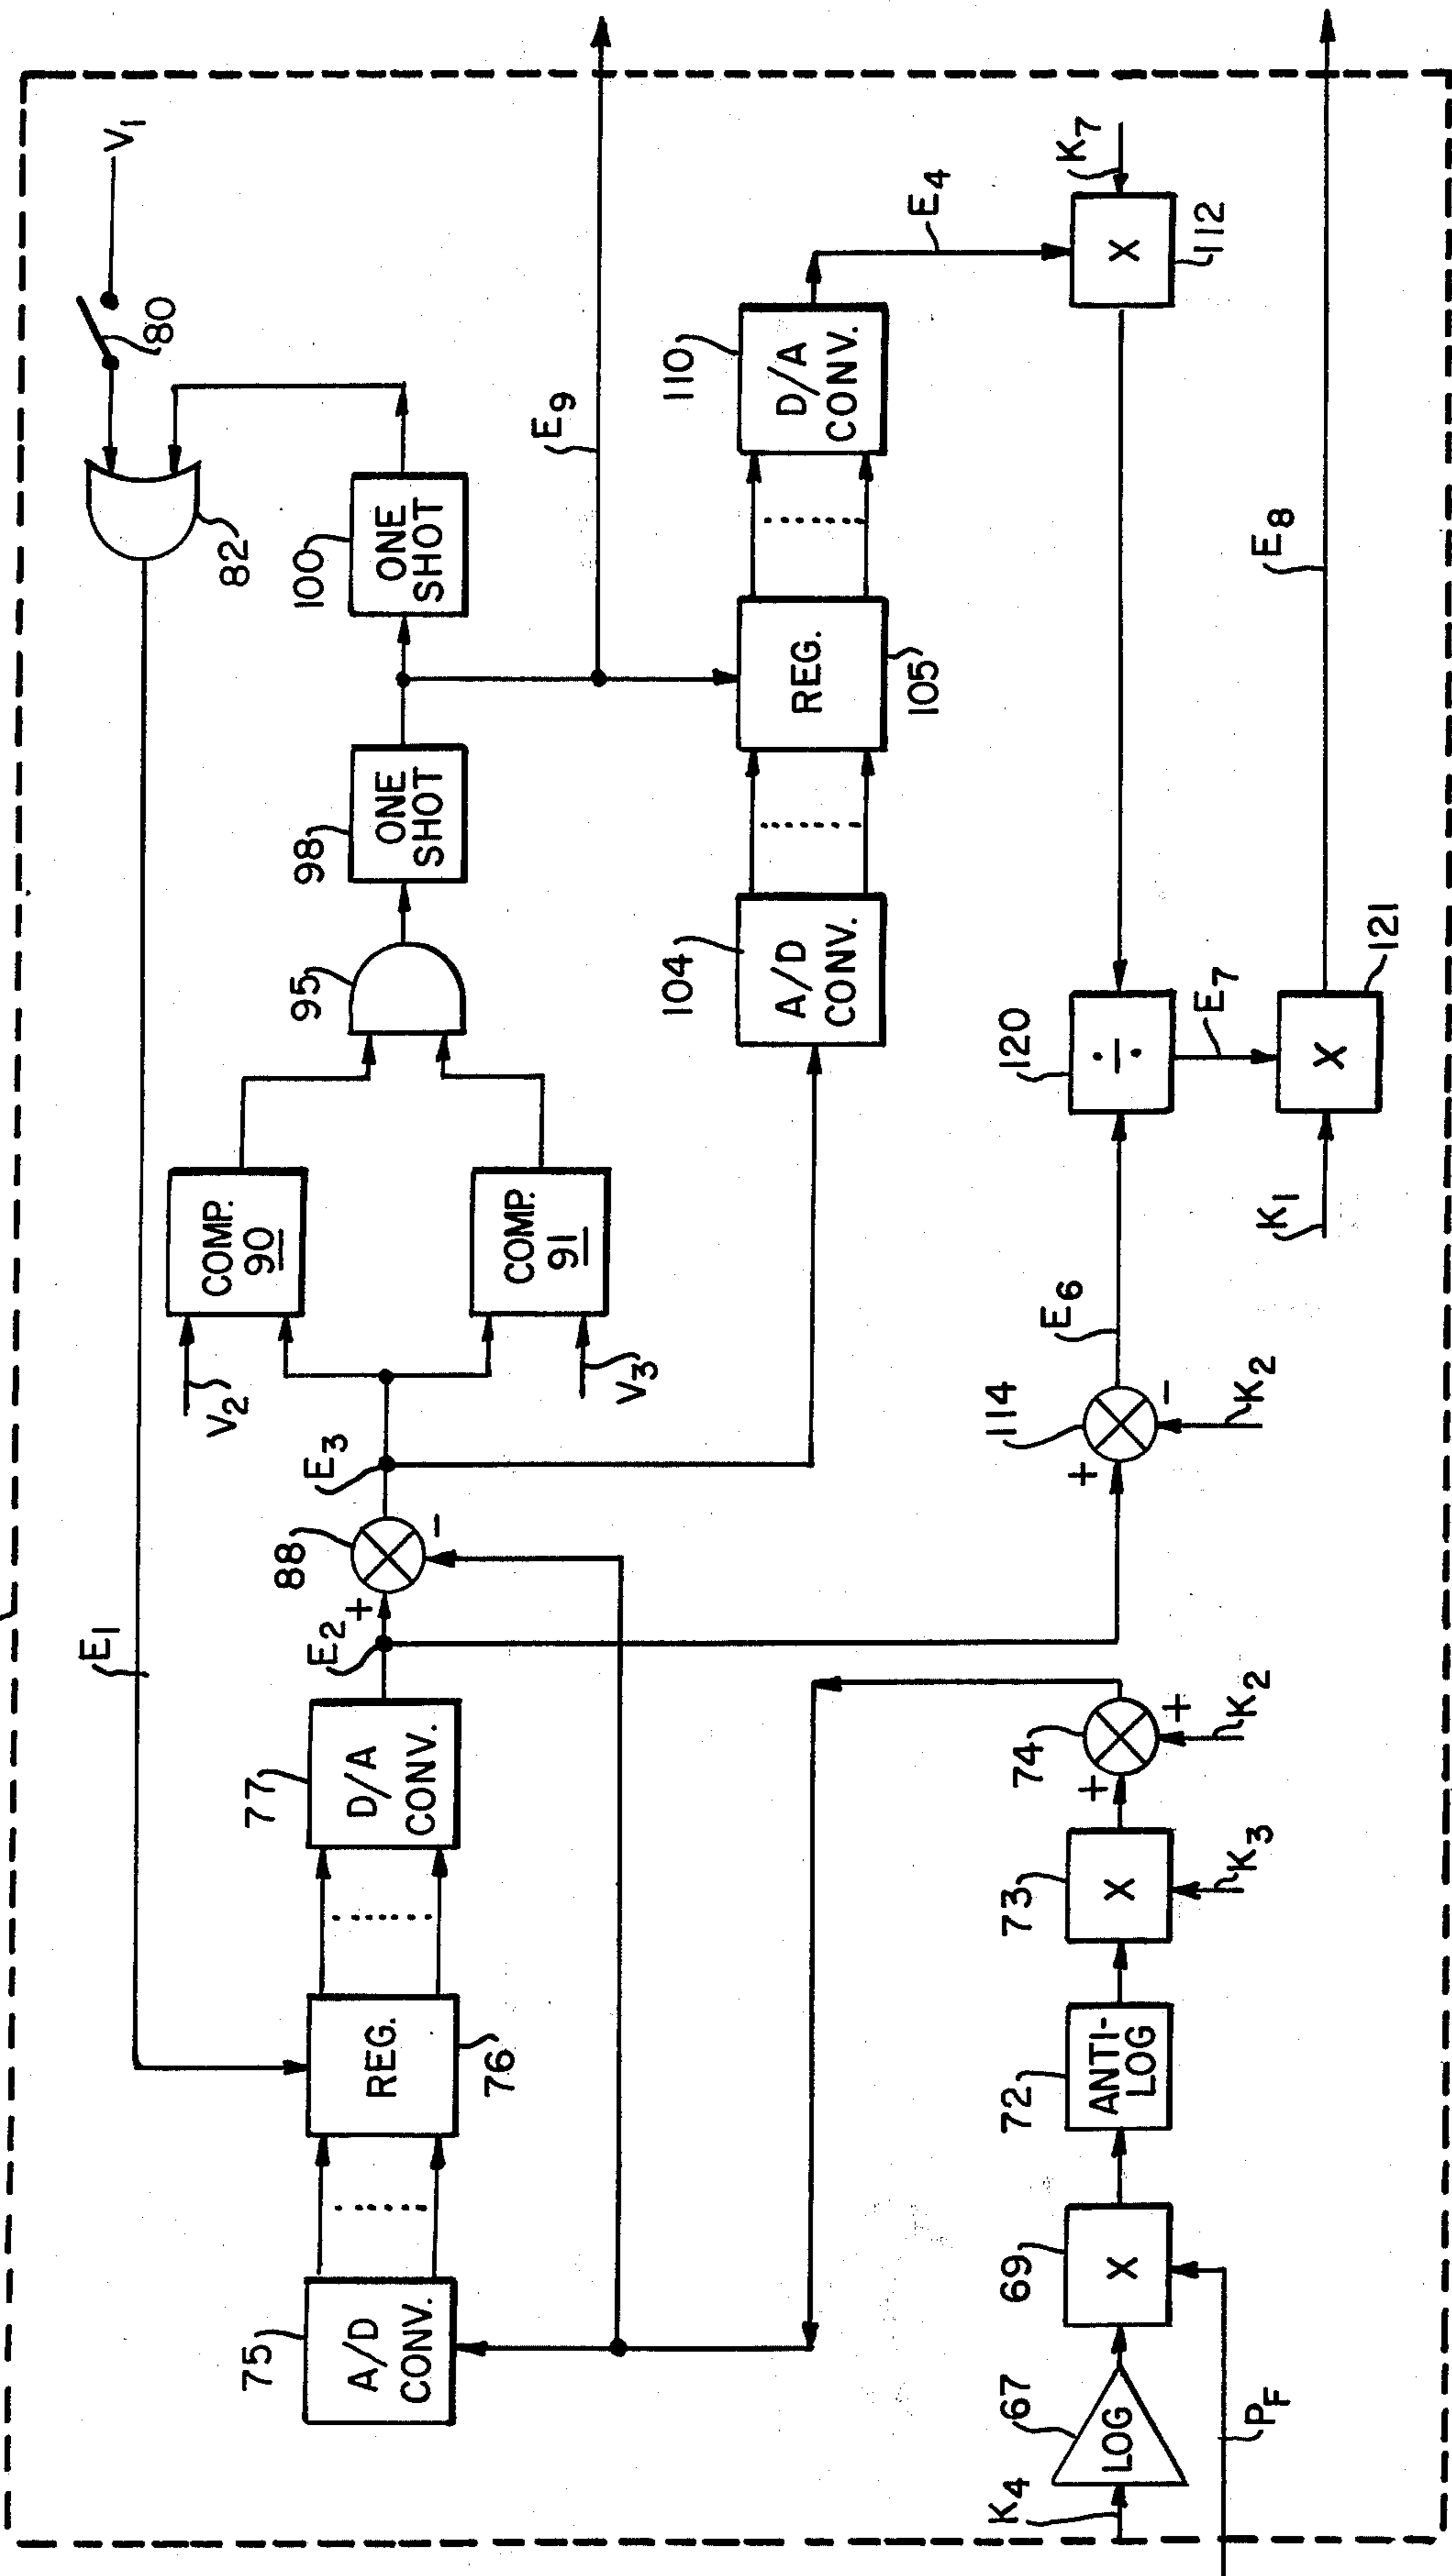 V1
80
82
E1
100
ONE
SHOT
98
ONE
SHOT
95
COMP.
90
COMP.
91
V2
V3
E9
E3
88
+
-
E2
77
D/A
CONV.
REG.
76
75
A/D
CONV.
104
A/D
CONV.
REG.
105
110
D/A
CONV.
E4
K7
X
112
120
÷
E7
X
121
K1
E8
E6
114
+
-
K2
74
+
+
K2
73
X
K3
72
ANTI-
LOG
69
X
67
LOG
K4
PF